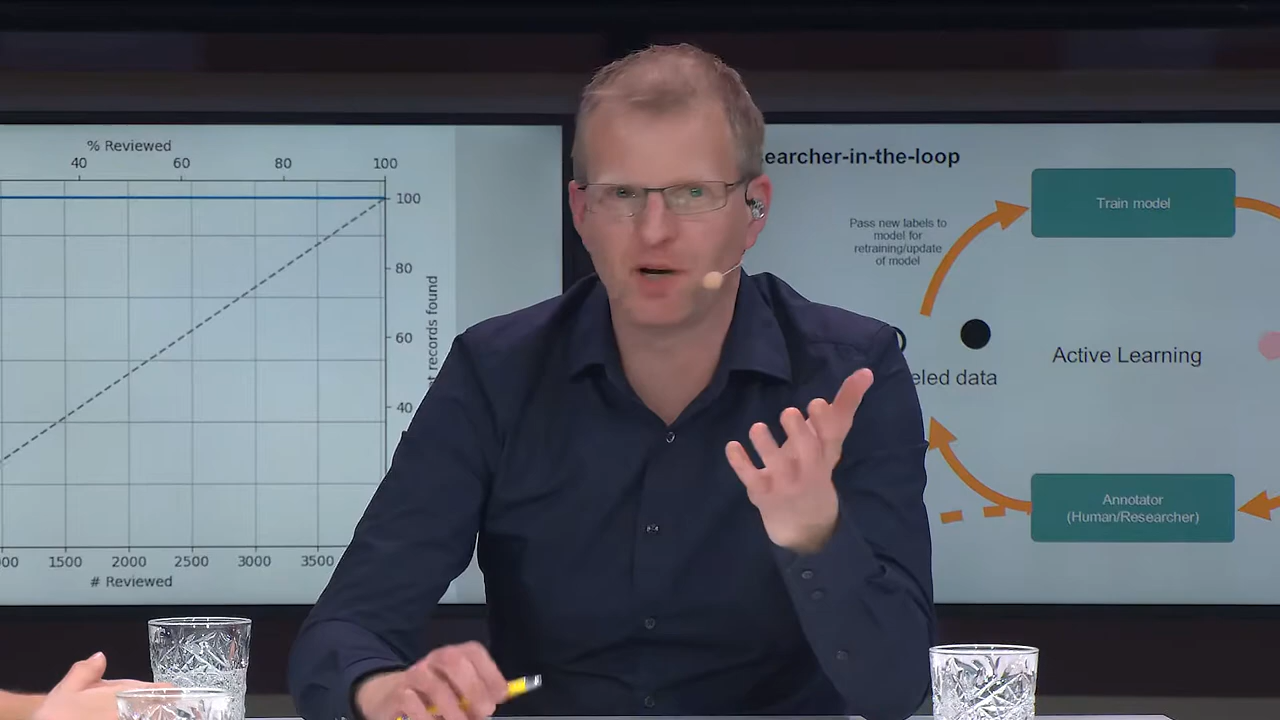 % Reviewed
40 60 80 100
100
80
60
40
records found
1500 2000 2500 3000 3500
# Reviewed
searcher-in-the-loop
Train model
Pass new labels to
model for
retraining/update
of model
Active Learning
eled data
Annotator
(Human/Researcher)